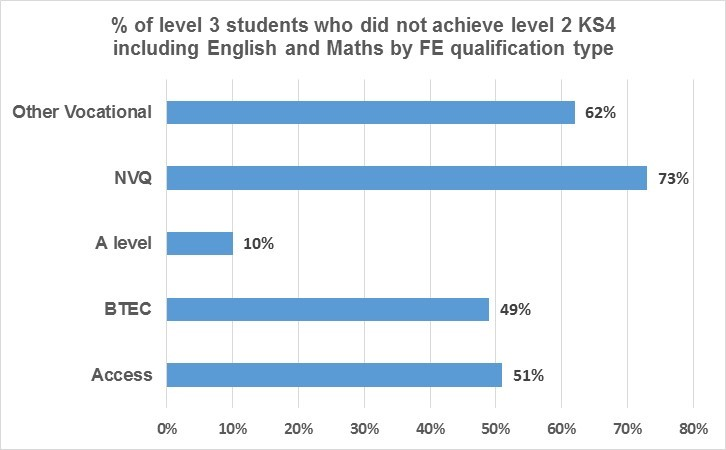 % of level 3 students who did not achieve level 2 KS4
including English and Maths by FE qualification type
Other Vocational 62%
NVQ 73%
A level 10%
BTEC 49%
Access 51%
0% 10% 20% 30% 40% 50% 60% 70% 80%